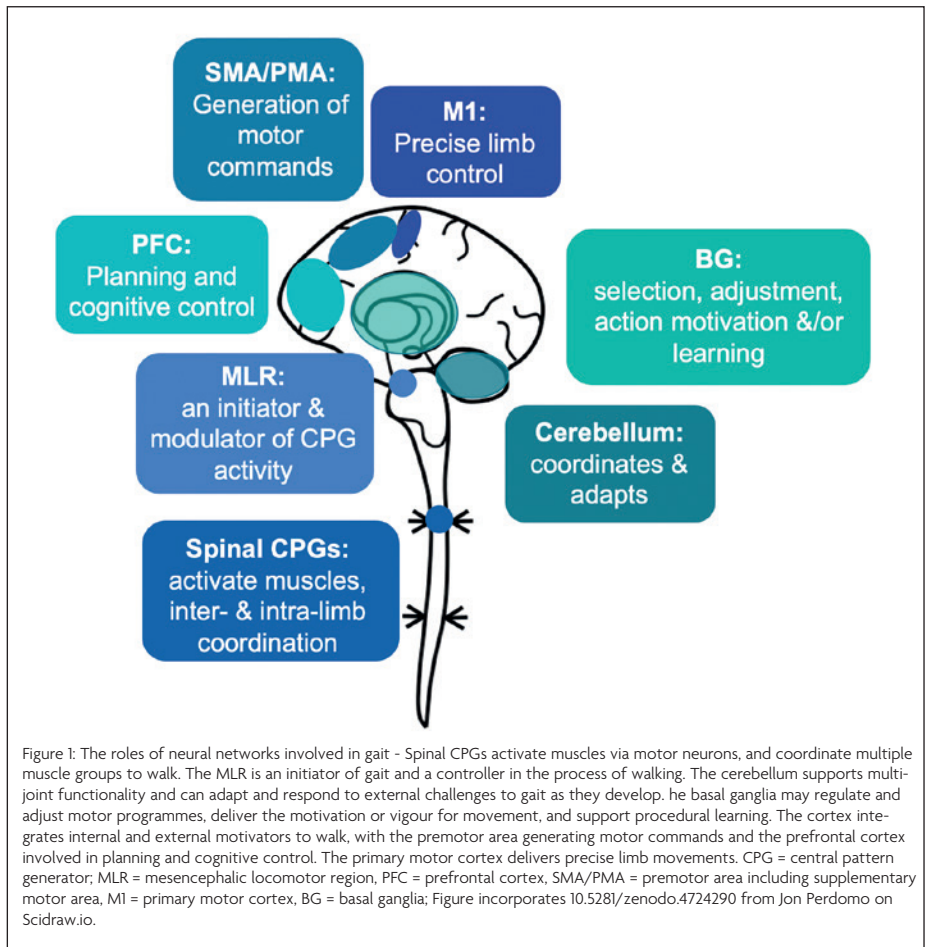 SMA/PMA:
Generation of
motor
commands
M1:
Precise limb
control
PFC:
Planning and
cognitive control
BG:
selection, adjustment,
action motivation &/or
learning
MLR:
an initiator &
modulator of CPG
activity
Cerebellum:
coordinates &
adapts
Spinal CPGs:
activate muscles,
inter- & intra-limb
coordination
Figure 1: The roles of neural networks involved in gait - Spinal CPGs activate muscles via motor neurons, and coordinate multiple
muscle groups to walk. The MLR is an initiator of gait and a controller in the process of walking. The cerebellum supports multi-
joint functionality and can adapt and respond to external challenges to gait as they develop. he basal ganglia may regulate and
adjust motor programmes, deliver the motivation or vigour for movement, and support procedural learning. The cortex inte-
grates internal and external motivators to walk, with the premotor area generating motor commands and the prefrontal cortex
involved in planning and cognitive control. The primary motor cortex delivers precise limb movements. CPG = central pattern
generator; MLR = mesencephalic locomotor region, PFC = prefrontal cortex, SMA/PMA = premotor area including supplementary
motor area, M1 = primary motor cortex, BG = basal ganglia; Figure incorporates 10.5281/zenodo.4724290 from Jon Perdomo on
Scidraw.io.